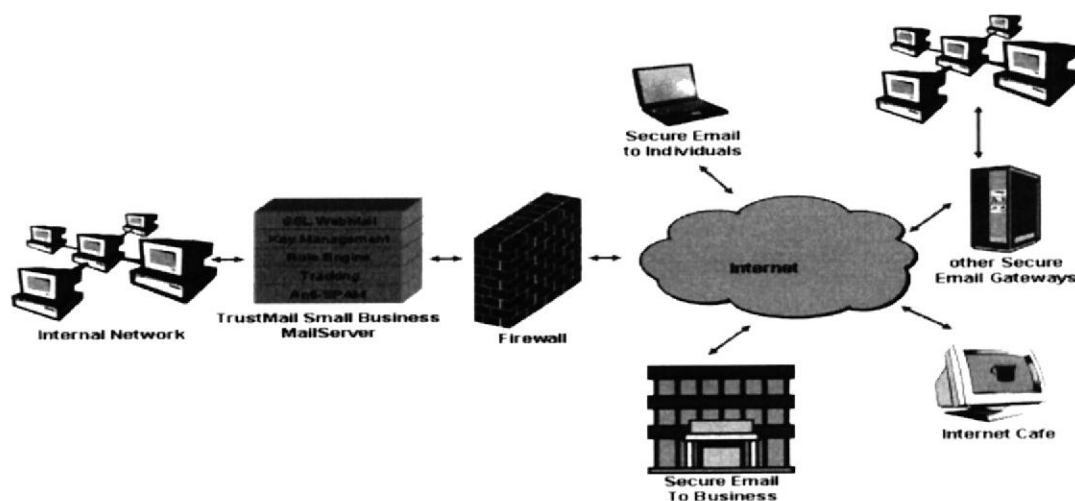 Secure Email
to Individuals
SSL WebMail
Key Management
Rule Engine
Tracking
Anti-SPAM
Internet
other Secure
Email Gateways
Internal Network
TrustMail Small Business
MailServer
Firewall
Internet Cafe
Secure Email
To Business